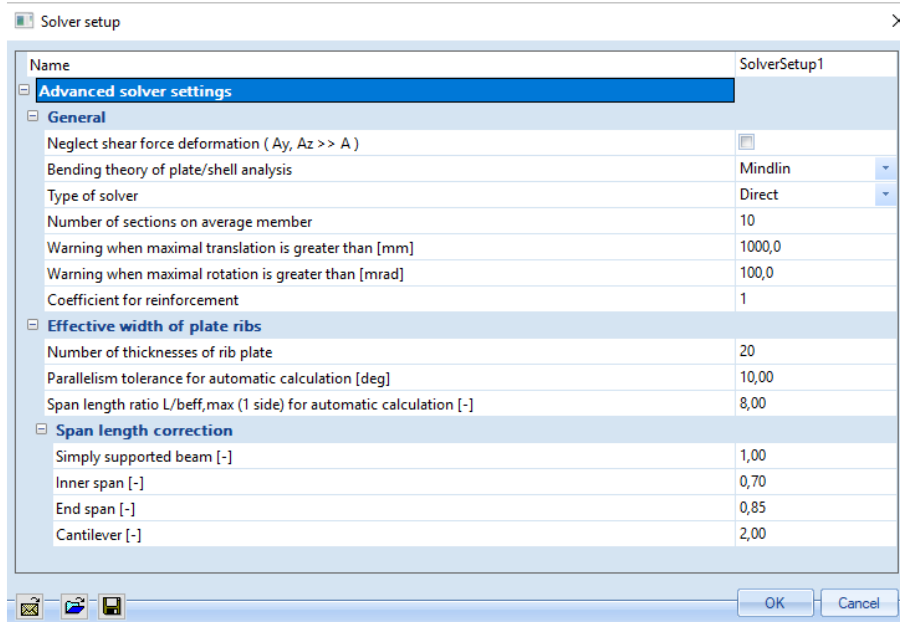 Solver setup
Name SolverSetup1
Advanced solver settings
General
Neglect shear force deformation ( Ay, Az >> A )
Bending theory of plate/shell analysis Mindlin
Type of solver Direct
Number of sections on average member 10
Warning when maximal translation is greater than [mm] 1000,0
Warning when maximal rotation is greater than [mrad] 100,0
Coefficient for reinforcement 1
Effective width of plate ribs
Number of thicknesses of rib plate 20
Parallelism tolerance for automatic calculation [deg] 10,00
Span length ratio L/beff,max (1 side) for automatic calculation [-] 8,00
Span length correction
Simply supported beam [-] 1,00
Inner span [-] 0,70
End span [-] 0,85
Cantilever [-] 2,00
OK Cancel